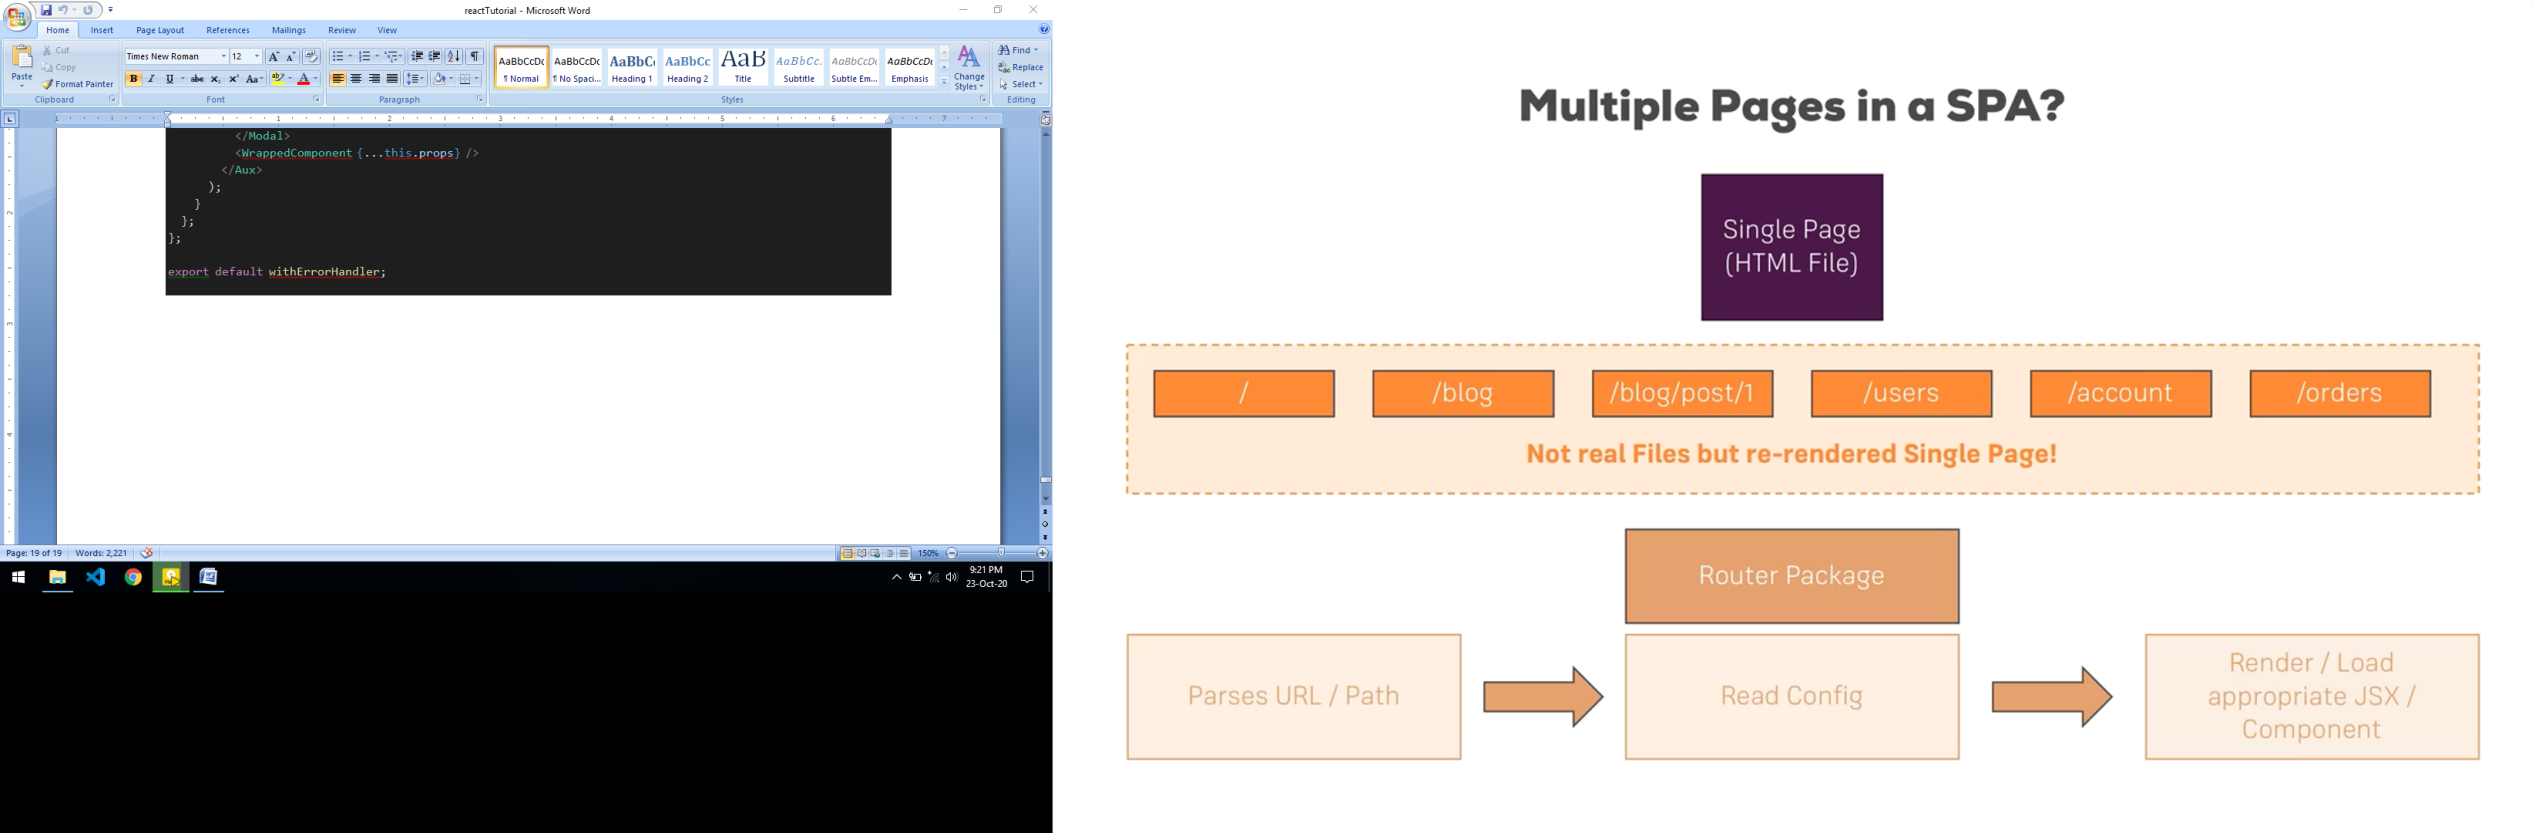 reactTutorial - Microsoft Word
Home Insert Page Layout References Mailings Review View
Paste
Cut
Copy
Format Painter
Clipboard
Times New Roman 12
Font
Paragraph
AaBbCcDc AaBbCcDc AaBbC AaBbCc AaB AaBbCc. AaBbCcDc AaBbCcDc
¶ Normal ¶ No Spaci... Heading 1 Heading 2 Title Subtitle Subtle Em... Emphasis
Change Styles
Styles
Find
Replace
Select
Editing
</Modal>
<WrappedComponent {...this.props} />
</Aux>
);
}
};
};
export default withErrorHandler;
Page: 19 of 19 Words: 2,221 150%
9:21 PM
23-Oct-20
Multiple Pages in a SPA?
Single Page
(HTML File)
/ /blog /blog/post/1 /users /account /orders
Not real Files but re-rendered Single Page!
Router Package
Parses URL / Path
Read Config
Render / Load
appropriate JSX /
Component